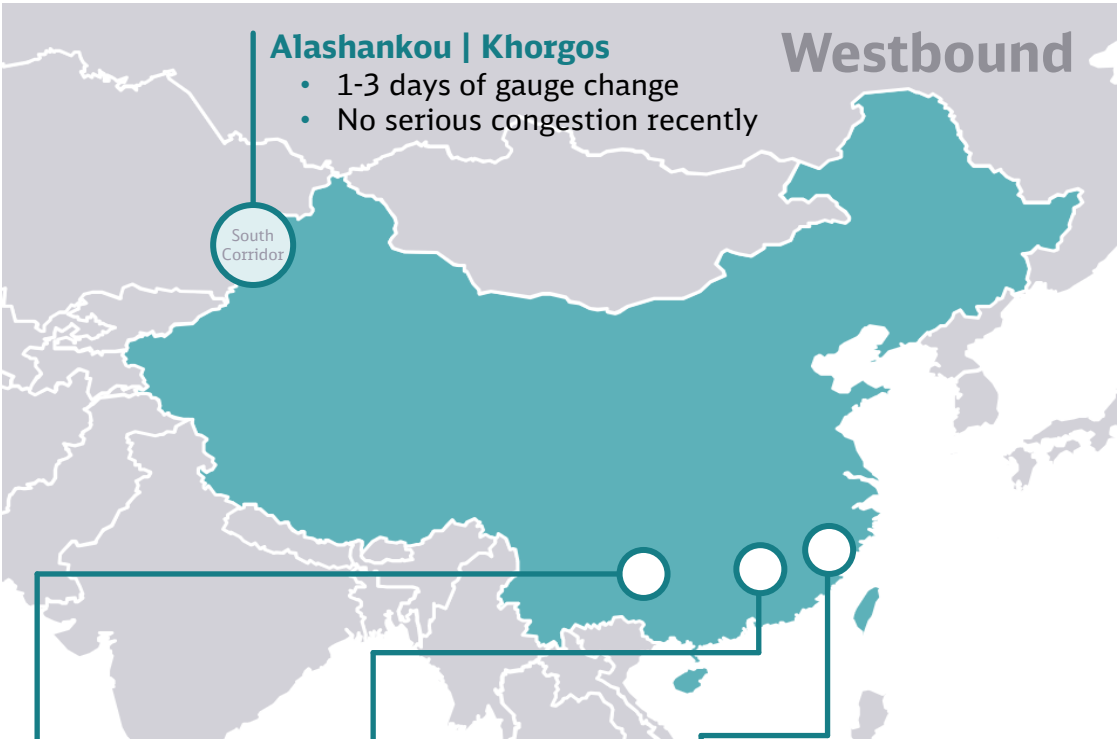 Westbound
Alashankou | Khorgos
• 1-3 days of gauge change
• No serious congestion recently
South
Corridor